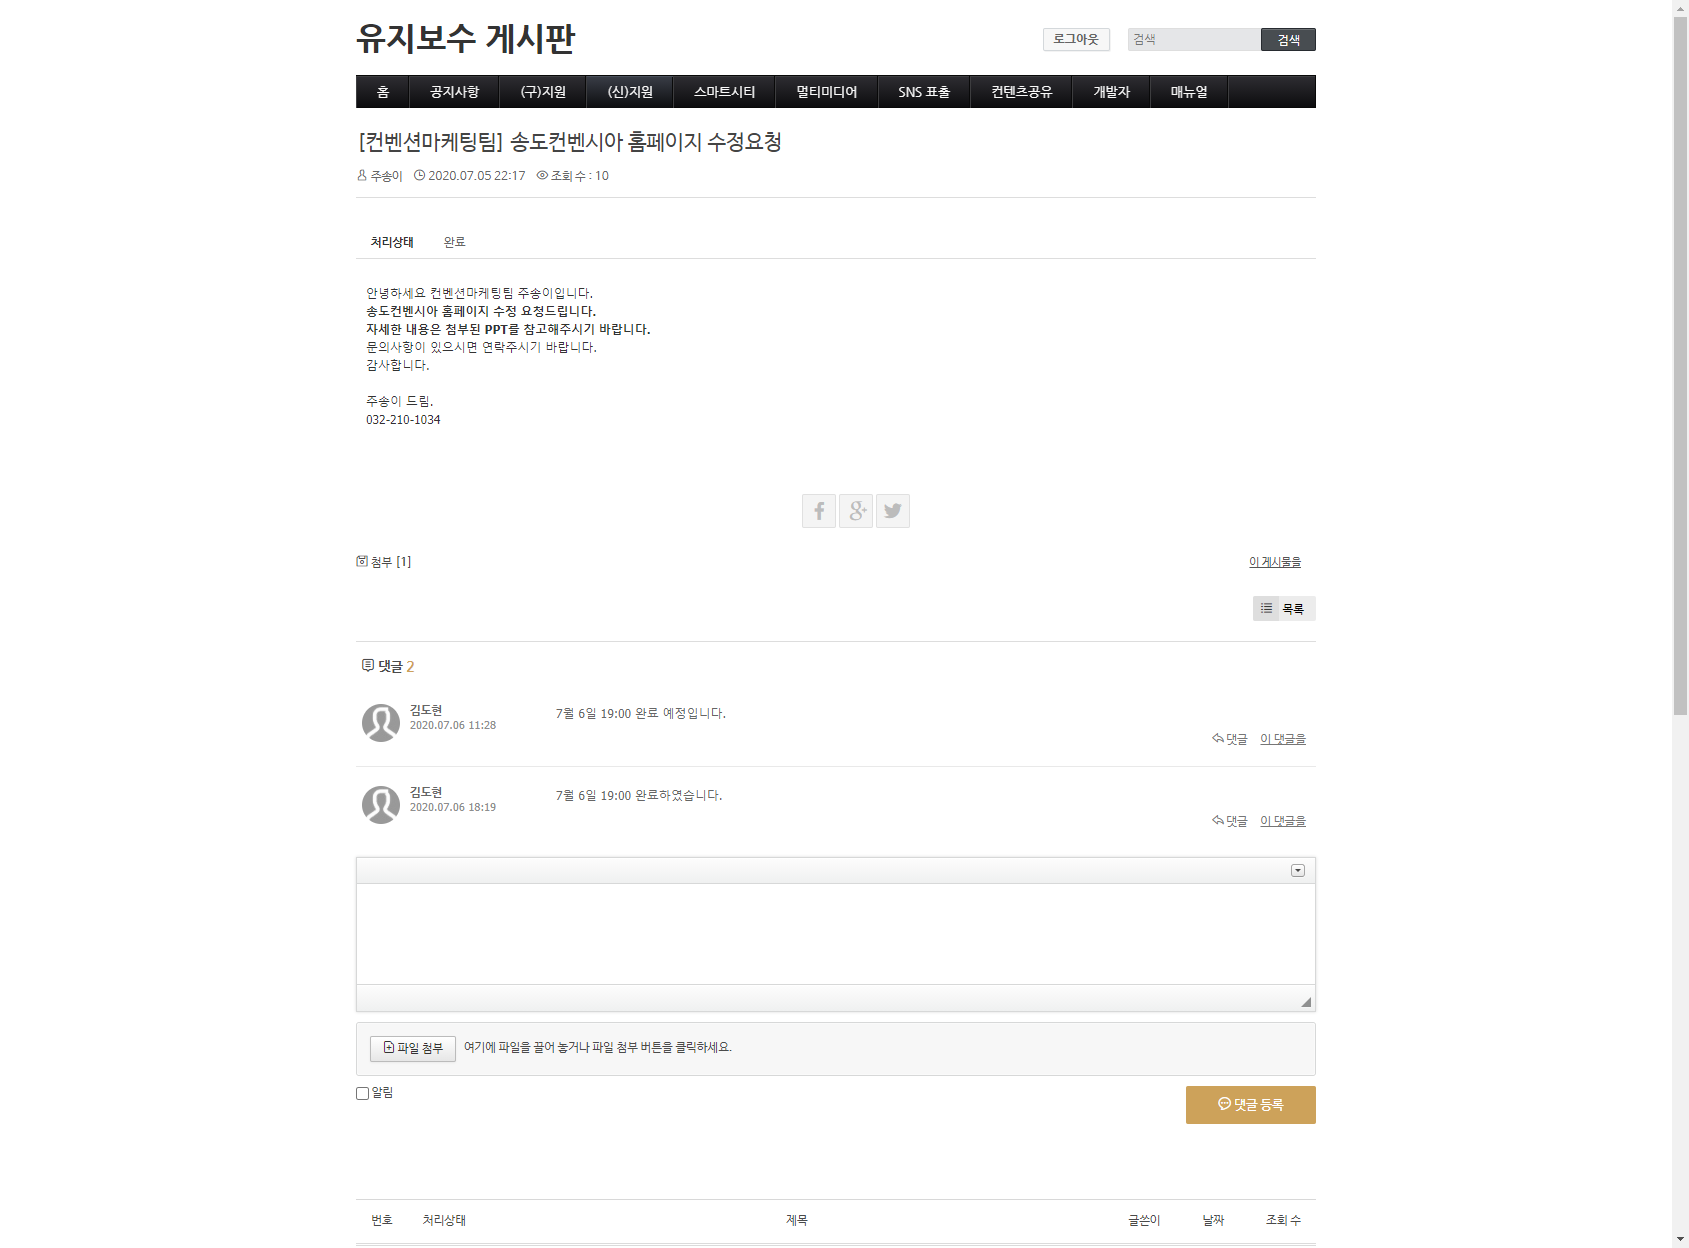 유지보수 게시판
로그아웃 검색 검색
홈 공지사항 (구)지원 (신)지원 스마트시티 멀티미디어 SNS 표출 컨텐츠공유 개발자 매뉴얼
[컨벤션마케팅팀] 송도컨벤시아 홈페이지 수정요청
주송이 2020.07.05 22:17 조회 수 : 10
처리상태 완료
안녕하세요 컨벤션마케팅팀 주송이입니다.
송도컨벤시아 홈페이지 수정 요청드립니다.
자세한 내용은 첨부된 PPT를 참고해주시기 바랍니다.
문의사항이 있으시면 연락주시기 바랍니다.
감사합니다.
주송이 드림.
032-210-1034
f g+
첨부 [1] 이 게시물을
목록
댓글 2
김도현 7월 6일 19:00 완료 예정입니다.
2020.07.06 11:28
댓글 이 댓글을
김도현 7월 6일 19:00 완료하였습니다.
2020.07.06 18:19
댓글 이 댓글을
파일 첨부 여기에 파일을 끌어 놓거나 파일 첨부 버튼을 클릭하세요.
알림
댓글 등록
번호 처리상태 제목 글쓴이 날짜 조회 수